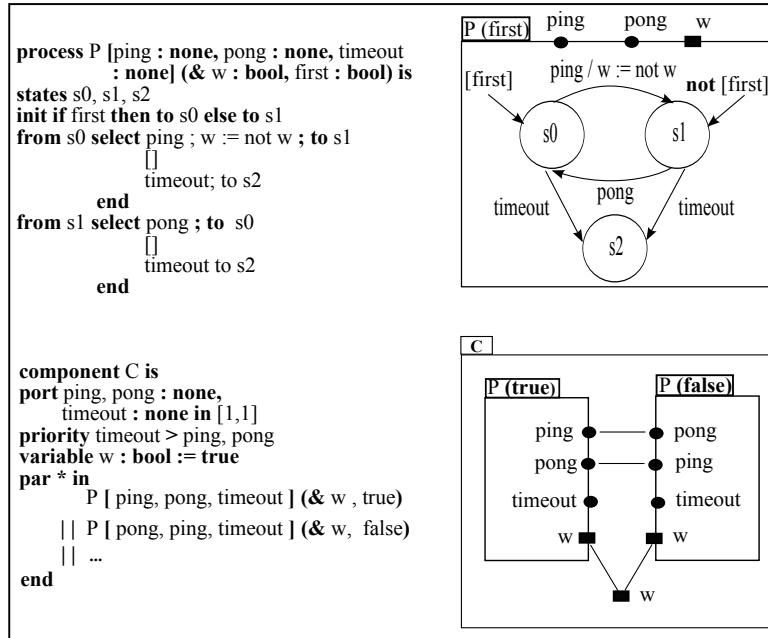 process P [ping : none, pong : none, timeout
: none] (& w : bool, first : bool) is
states s0, s1, s2
init if first then to s0 else to s1
from s0 select ping ; w := not w ; to s1
[]
timeout; to s2
end
from s1 select pong ; to s0
[]
timeout to s2
end
P (first)
ping
pong
w
[first]
ping / w := not w
not [first]
s0
s1
pong
timeout
timeout
s2
component C is
port ping, pong : none,
timeout : none in [1,1]
priority timeout > ping, pong
variable w : bool := true
par * in
P [ ping, pong, timeout ] (& w , true)
|| P [ pong, ping, timeout ] (& w, false)
|| ...
end
C
P (true)
P (false)
ping
pong
pong
ping
timeout
timeout
w
w
w